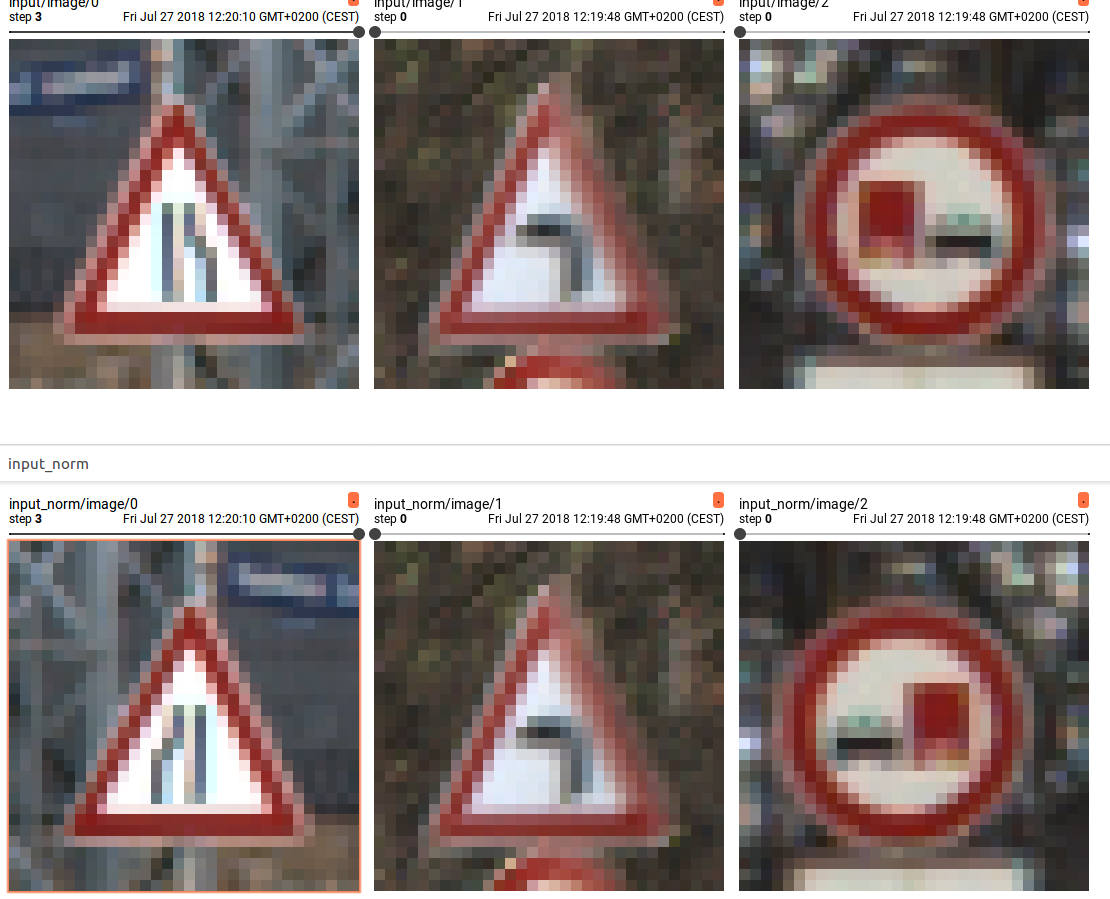 input/image/0
step 3 Fri Jul 27 2018 12:20:10 GMT+0200 (CEST)
input/image/1
step 0 Fri Jul 27 2018 12:19:48 GMT+0200 (CEST)
input/image/2
step 0 Fri Jul 27 2018 12:19:48 GMT+0200 (CEST)
input_norm
input_norm/image/0
step 3 Fri Jul 27 2018 12:20:10 GMT+0200 (CEST)
input_norm/image/1
step 0 Fri Jul 27 2018 12:19:48 GMT+0200 (CEST)
input_norm/image/2
step 0 Fri Jul 27 2018 12:19:48 GMT+0200 (CEST)